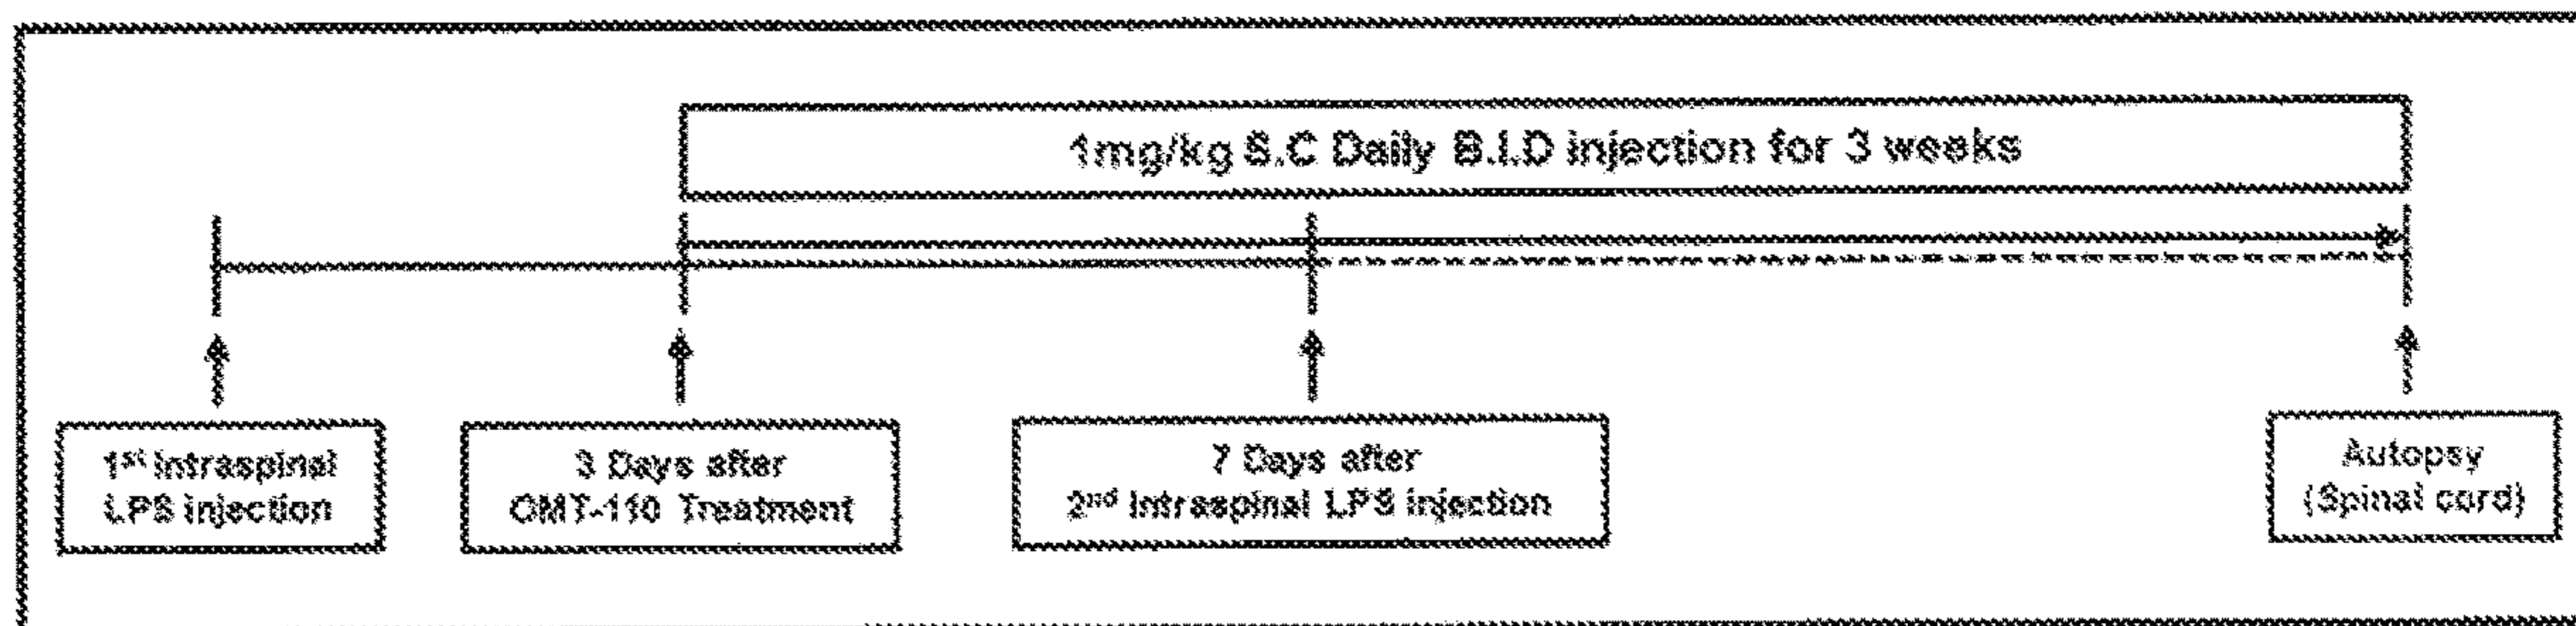 1mg/kg S.C Daily B.I.D injection for 3 weeks
1st Intraspinal
LPS injection
3 Days after
OMT-110 Treatment
7 Days after
2nd Intraspinal LPS injection
Autopsy
(Spinal cord)